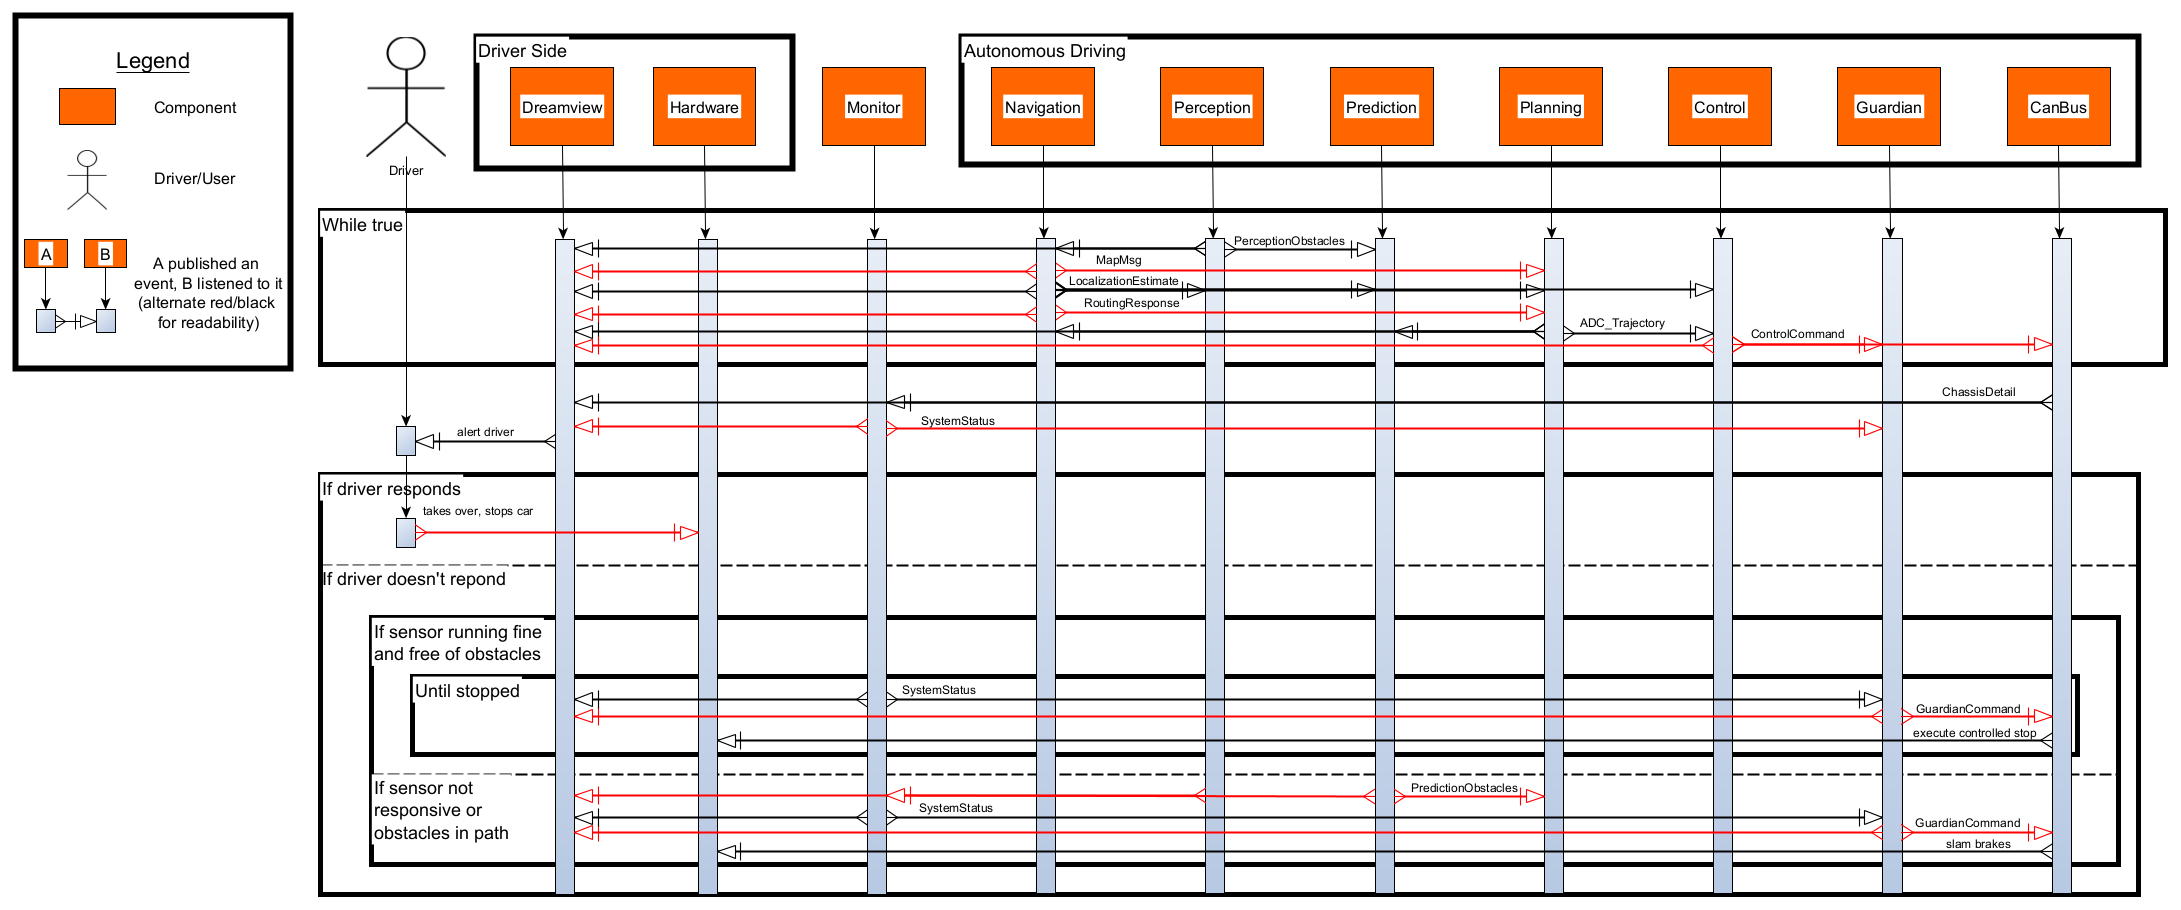 Legend
Component
Driver/User
A
B
A published an
event, B listened to it
(alternate red/black
for readability)
Driver
Driver Side
Dreamview
Hardware
Monitor
Autonomous Driving
Navigation
Perception
Prediction
Planning
Control
Guardian
CanBus
While true
PerceptionObstacles
MapMsg
LocalizationEstimate
RoutingResponse
ADC_Trajectory
ControlCommand
ChassisDetail
SystemStatus
alert driver
If driver responds
takes over, stops car
If driver doesn't repond
If sensor running fine
and free of obstacles
Until stopped
SystemStatus
GuardianCommand
execute controlled stop
If sensor not
responsive or
obstacles in path
PredictionObstacles
SystemStatus
GuardianCommand
slam brakes